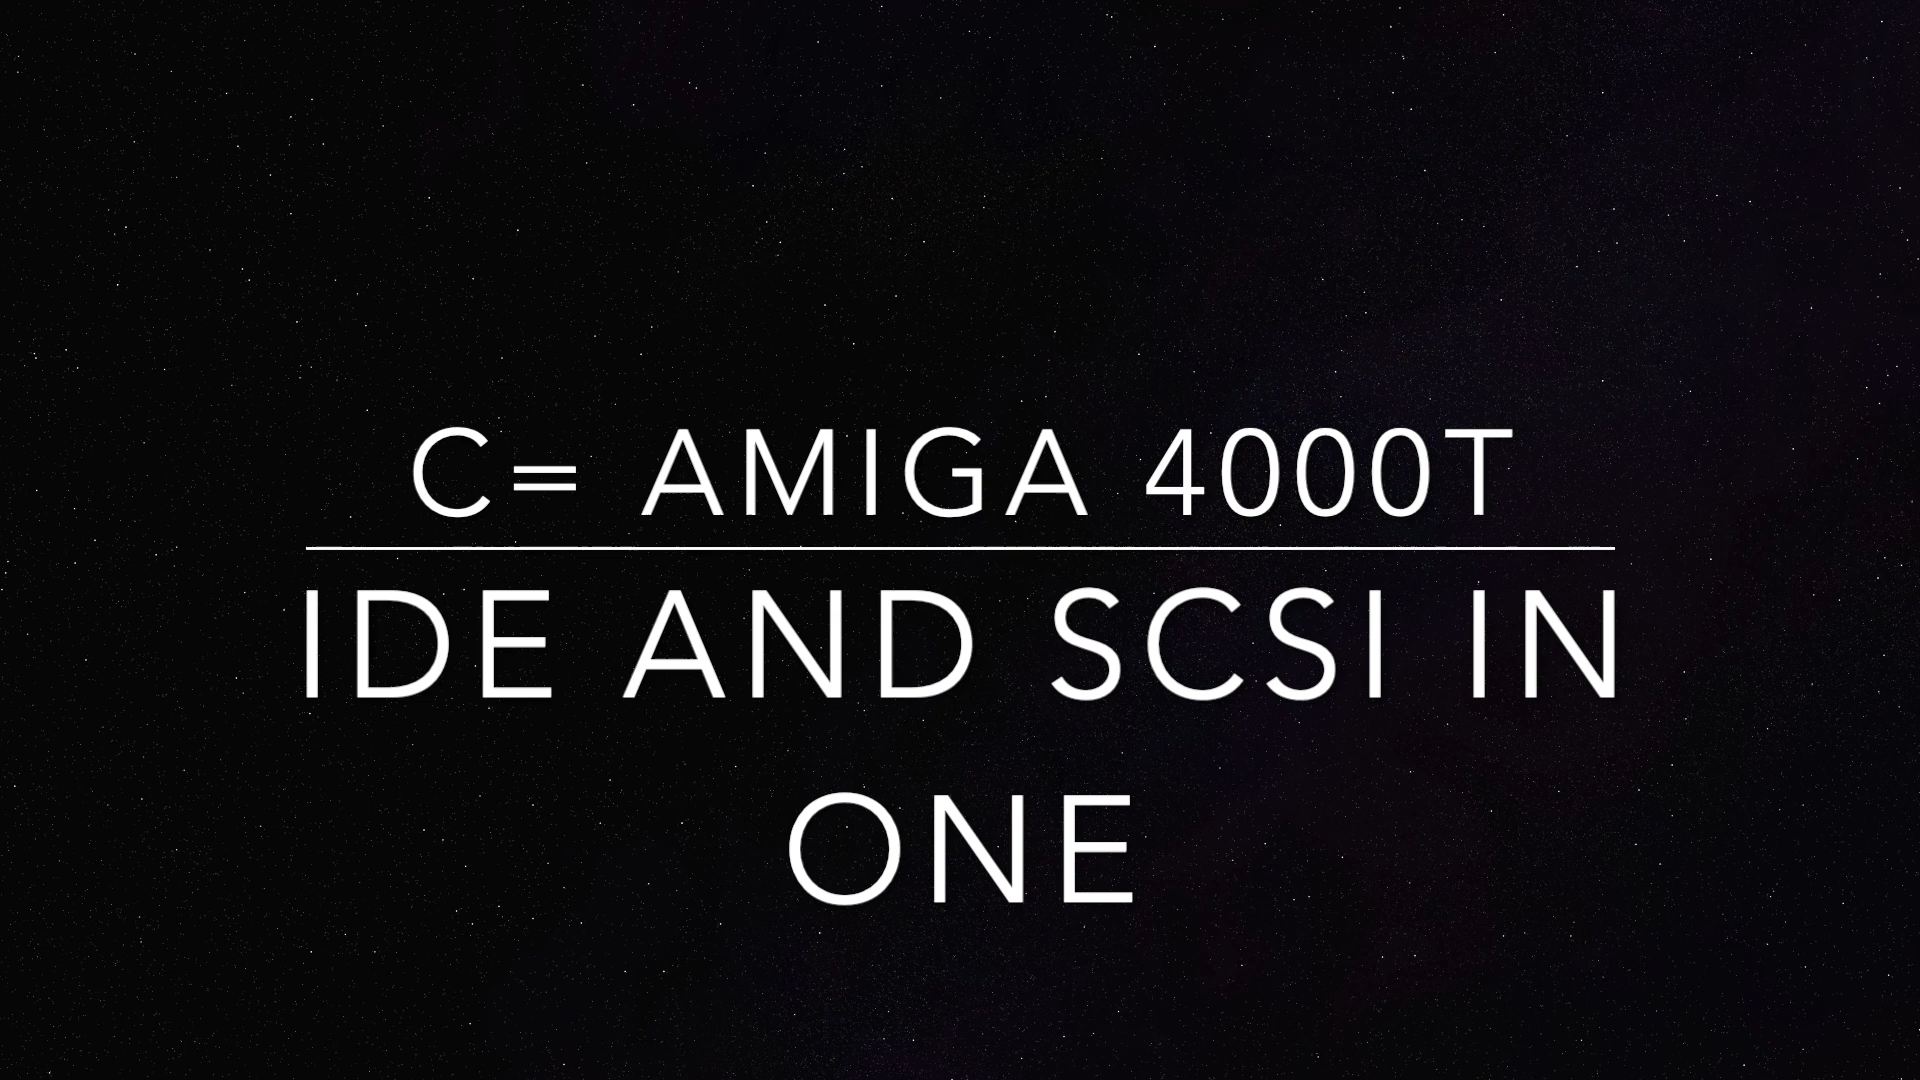 C= AMIGA 4000T
IDE AND SCSI IN
ONE